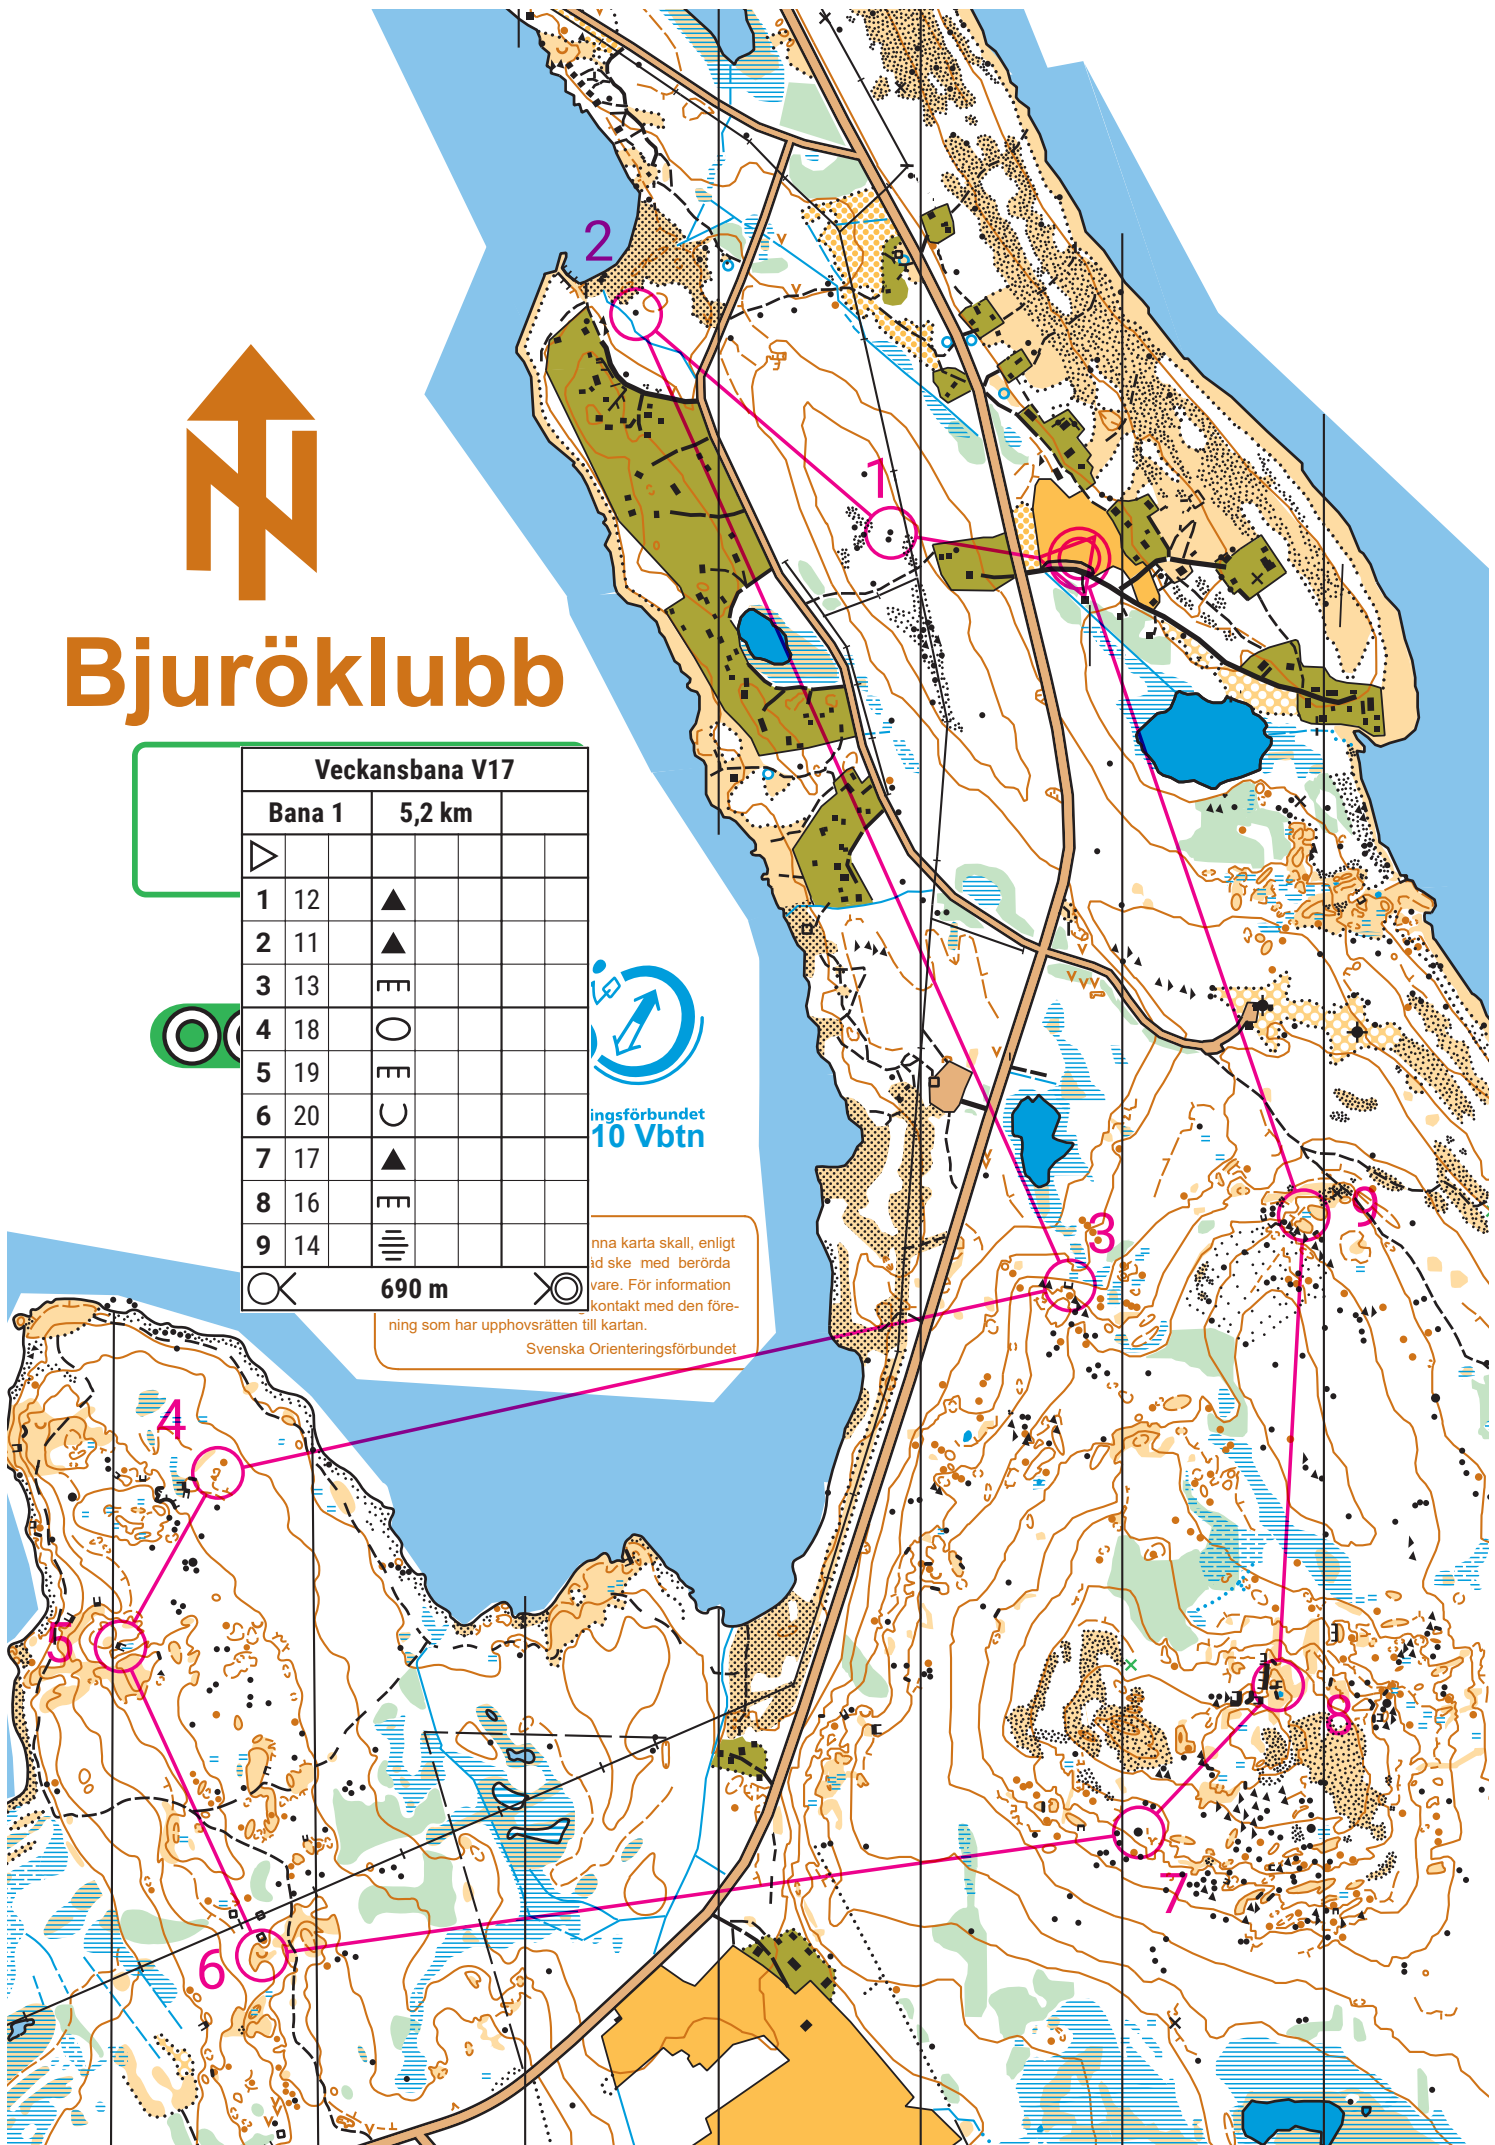 2
1
Bjuröklubb
Veckansbana V17
Bana 1 5,2 km
1 12
2 11
3 13
4 18
5 19
6 20
7 17
8 16
9 14
690 m
ingsförbundet
10 Vbtn
nna karta skall, enligt
åd ske med berörda
vare. För information
kontakt med den före-
ning som har upphovsrätten till kartan.
Svenska Orienteringsförbundet
9
3
4
5
8
7
6